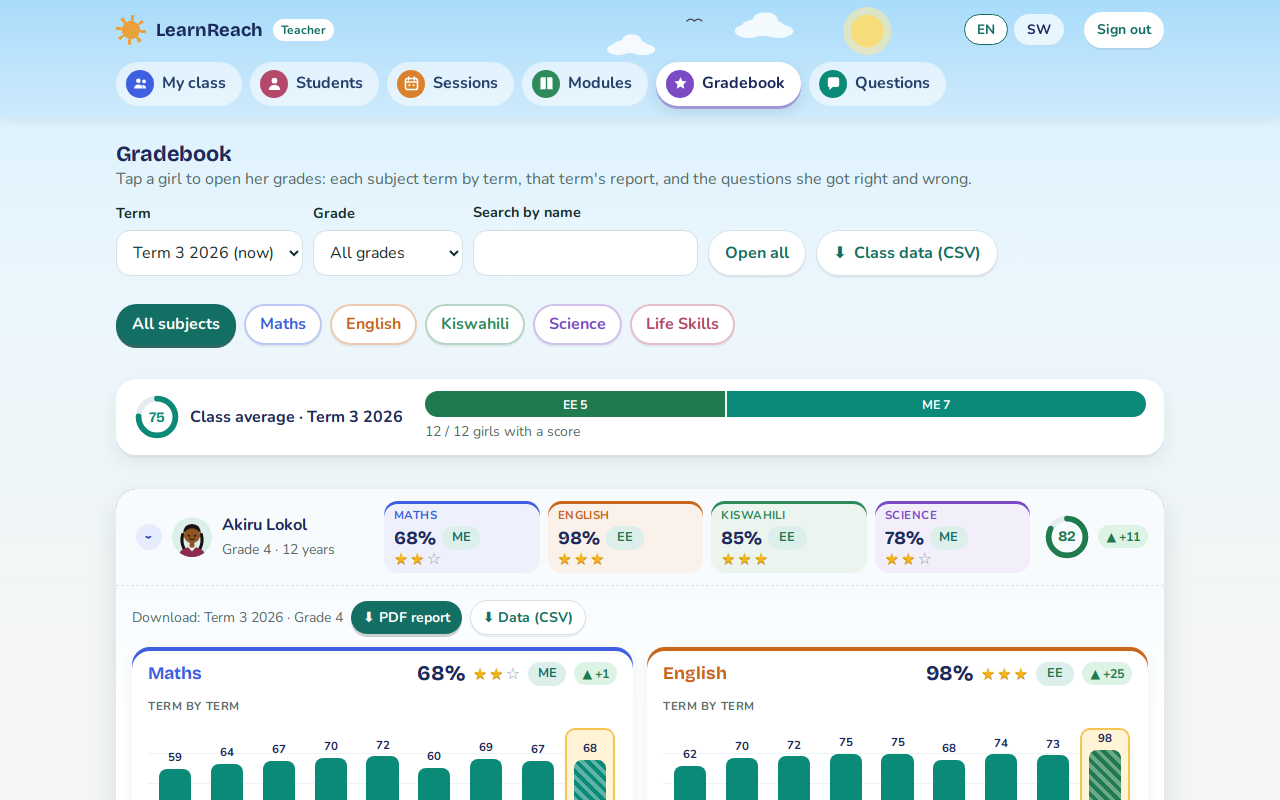 LearnReach Teacher
EN SW Sign out
My class Students Sessions Modules Gradebook Questions
Gradebook
Tap a girl to open her grades: each subject term by term, that term's report, and the questions she got right and wrong.
Term Grade Search by name
Term 3 2026 (now) All grades Open all ⬇ Class data (CSV)
All subjects Maths English Kiswahili Science Life Skills
75 Class average · Term 3 2026
EE 5 ME 7
12 / 12 girls with a score
Akiru Lokol
Grade 4 · 12 years
MATHS ENGLISH KISWAHILI SCIENCE
68% ME 98% EE 85% EE 78% ME
★★☆ ★★★ ★★★ ★★☆
82 ▲ +11
Download: Term 3 2026 · Grade 4 ⬇ PDF report ⬇ Data (CSV)
Maths 68% ★★☆ ME ▲ +1
TERM BY TERM
59 64 67 70 72 60 69 67 68
English 98% ★★★ EE ▲ +25
TERM BY TERM
62 70 72 75 75 68 74 73 98